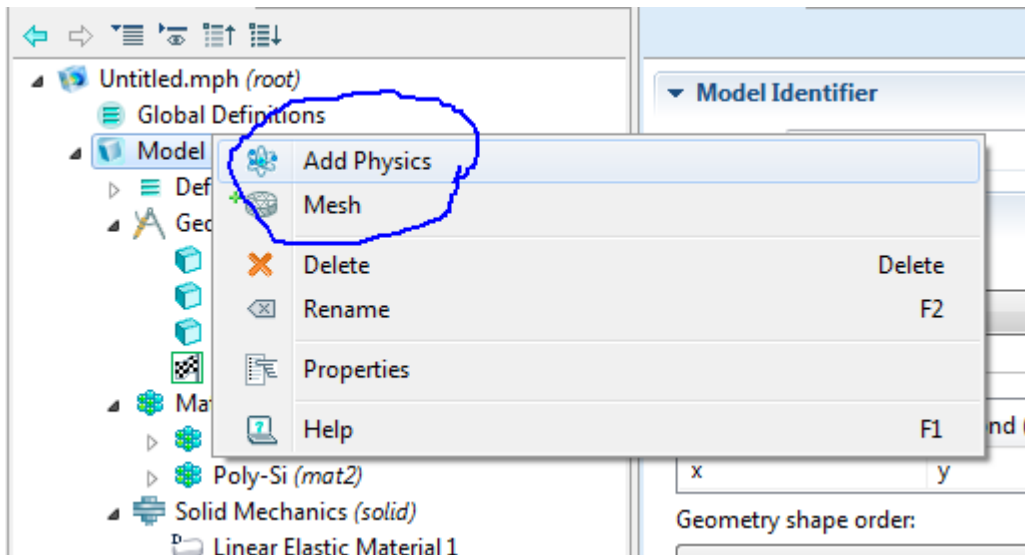 Untitled.mph (root)
Global Definitions
Model Identifier
Model
Add Physics
Def
Mesh
Geo
Delete Delete
Rename F2
Properties
Mat
Help F1
nd (
Poly-Si (mat2)
x y
Solid Mechanics (solid)
Geometry shape order:
Linear Elastic Material 1